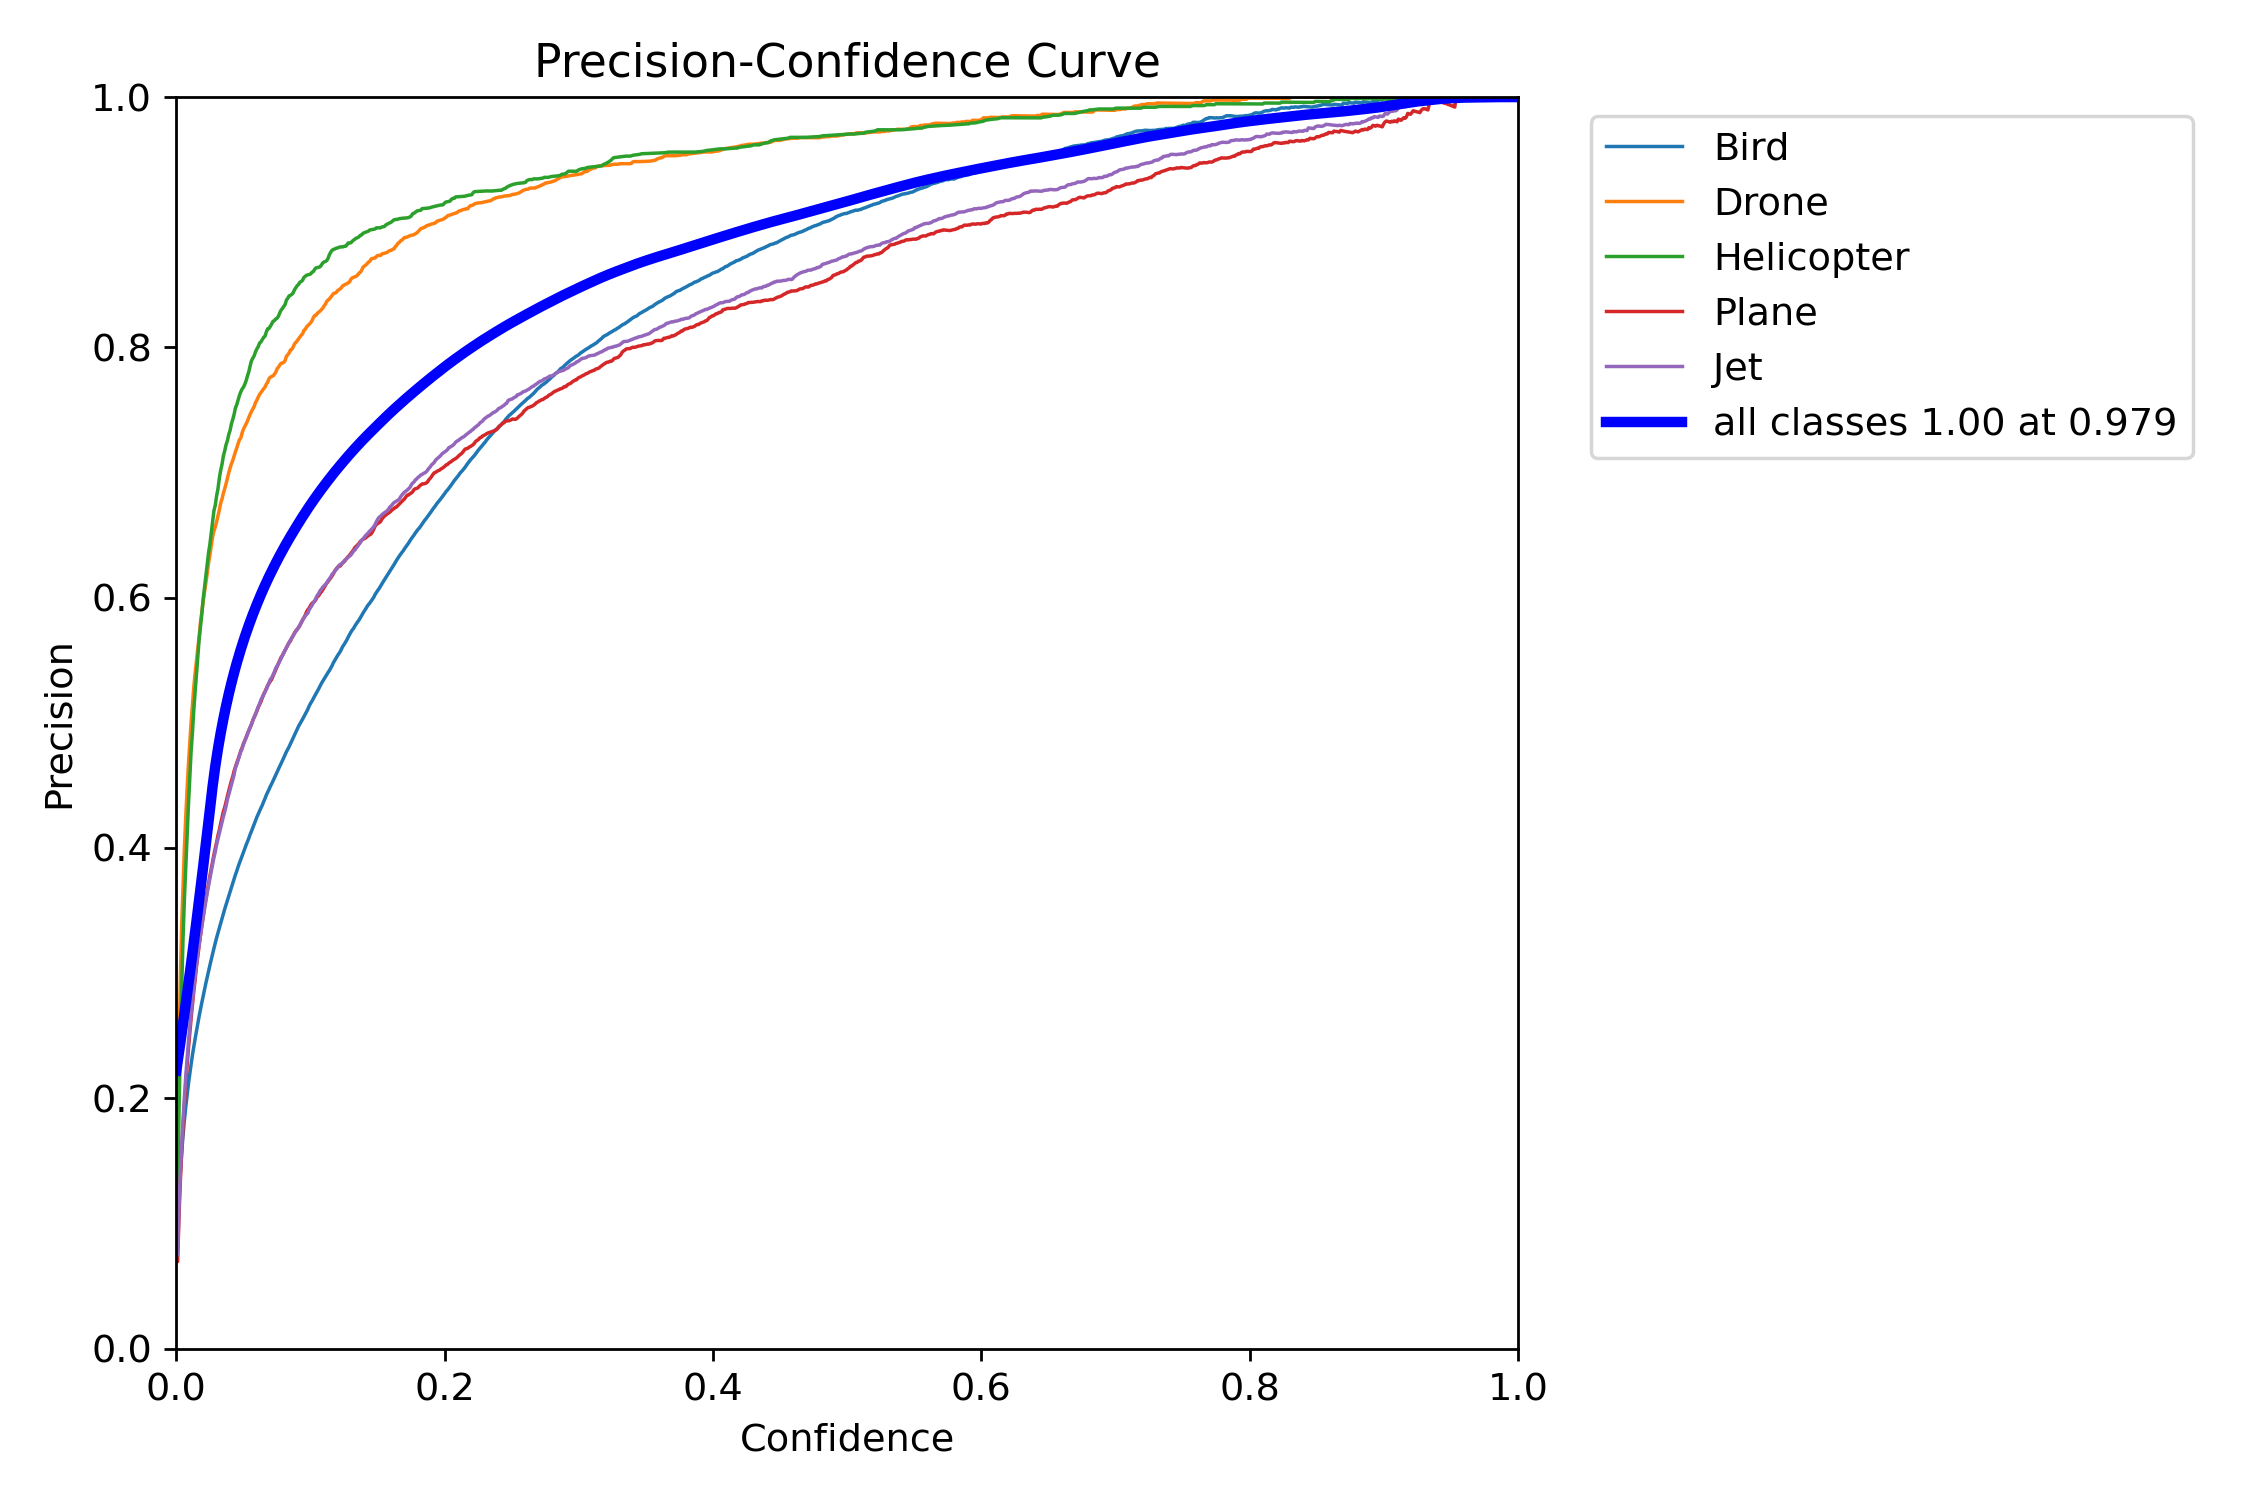 Precision-Confidence Curve
1.0
0.8
0.6
0.4
0.2
0.0
Precision
0.0 0.2 0.4 0.6 0.8 1.0
Confidence
Bird
Drone
Helicopter
Plane
Jet
all classes 1.00 at 0.979